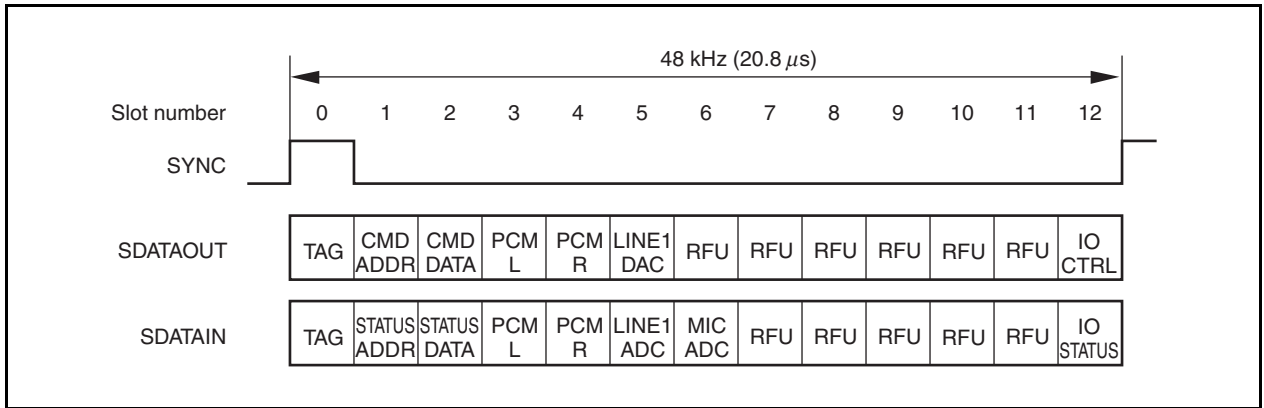 48 kHz (20.8 μs)
Slot number 0 1 2 3 4 5 6 7 8 9 10 11 12
SYNC
SDATAOUT TAG CMD ADDR CMD DATA PCM L PCM R LINE1 DAC RFU RFU RFU RFU RFU RFU IO CTRL
SDATAIN TAG STATUS ADDR STATUS DATA PCM L PCM R LINE1 ADC MIC ADC RFU RFU RFU RFU RFU IO STATUS